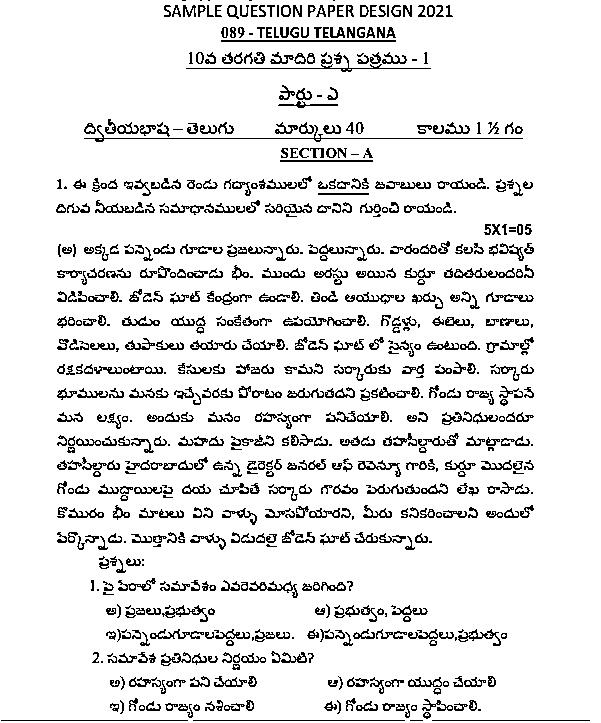 SAMPLE QUESTION PAPER DESIGN 2021
089 - TELUGU TELANGANA
10వ తరగతి మాదిరి ప్రశ్న పత్రము - 1
పార్టు - ఎ
ద్వితీయభాష – తెలుగు మార్కులు 40 కాలము 1 ½ గం
SECTION – A
1. ఈ క్రింద ఇవ్వబడిన రెండు గద్యాంశములలో ఒకదానికి జవాబులు రాయండి. ప్రశ్నల
దిగువ నీయబడిన సమాధానములలో సరియైన దానిని గుర్తించి రాయండి.
5X1=05
(అ) అక్కడ పన్నెండు గూడాల ప్రజలున్నారు. పెద్దలున్నారు. వారందరితో కలసి భవిష్యత్
కార్యాచరణను రూపొందించాడు భీం. ముందు అరస్టు అయిన కుర్దూ తదితరులందరినీ
విడిపించాలి. జోడెన్ ఘాట్ కేంద్రంగా ఉండాలి. తిండి ఆయుధాల ఖర్చు అన్ని గూడాలు
భరించాలి. తుడుం యుద్ధ సంకేతంగా ఉపయోగించాలి. గొడ్డళ్లు, ఈటెలు, బాణాలు,
వొడిసెలలు, తుపాకులు తయారు చేయాలి. జోడెన్ ఘాట్ లో సైన్యం ఉంటుంది. గ్రామాల్లో
రక్షకదళాలుంటాయి. కేసులకు హాజరు కామని సర్కారుకు వార్త పంపాలి. సర్కారు
భూములను మనకు ఇచ్చేవరకు పోరాటం జరుగుతదని ప్రకటించాలి. గోండు రాజ్య స్థాపనే
మన లక్ష్యం. అందుకు మనం రహస్యంగా పనిచేయాలి. అని ప్రతినిధులందరూ
నిర్ణయించుకున్నారు. మహదు పైకాజీని కలిసాడు. అతడు తహసీల్దారుతో మాట్లాడాడు.
తహసీల్దారు హైదరాబాదులో ఉన్న డైరెక్టర్ జనరల్ ఆఫ్ రెవెన్యూ గారికి, కుర్దూ మొదలైన
గోండు ముద్దాయిలపై దయ చూపితే సర్కారు గౌరవం పెరుగుతుందని లేఖ రాసాడు.
కొమురం భీం మాటలు విని వాళ్ళు మోసపోయారని, మీరు కనికరించాలని అందులో
పేర్కొన్నాడు. మొత్తానికి వాళ్ళు విడుదలై జోడెన్ ఘాట్ చేరుకున్నారు.
ప్రశ్నలు:
1. పై పేరాలో సమావేశం ఎవరెవరిమధ్య జరిగింది?
అ) ప్రజలు,ప్రభుత్వం ఆ) ప్రభుత్వం, పెద్దలు
ఇ)పన్నెండుగూడాలపెద్దలు,ప్రజలు. ఈ)పన్నెండుగూడాలపెద్దలు,ప్రభుత్వం
2. సమావేశ ప్రతినిధుల నిర్ణయం ఏమిటి?
అ) రహస్యంగా పని చేయాలి ఆ) రహస్యంగా యుద్ధం చేయాలి
ఇ) గోండు రాజ్యం నశించాలి ఈ) గోండు రాజ్యం స్థాపించాలి.